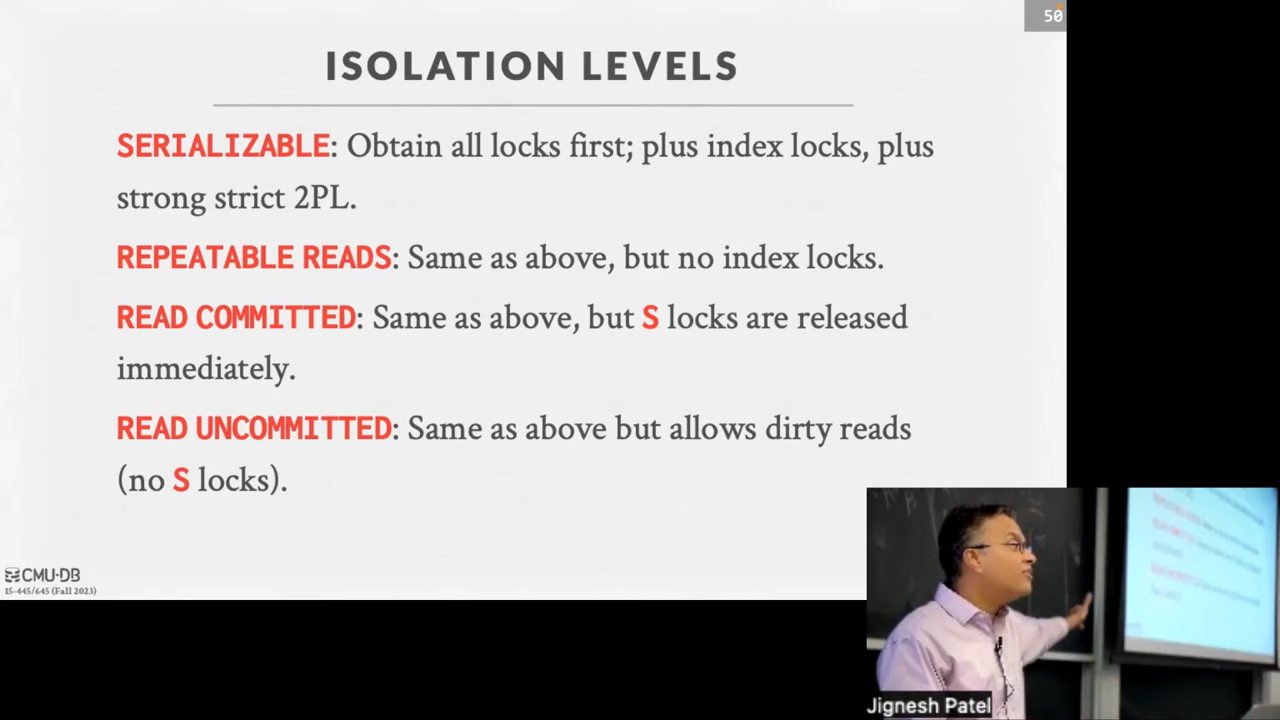 50
ISOLATION LEVELS
SERIALIZABLE: Obtain all locks first; plus index locks, plus
strong strict 2PL.
REPEATABLE READS: Same as above, but no index locks.
READ COMMITTED: Same as above, but S locks are released
immediately.
READ UNCOMMITTED: Same as above but allows dirty reads
(no S locks).
CMU·DB
15-445/645 (Fall 2023)
Jignesh Patel